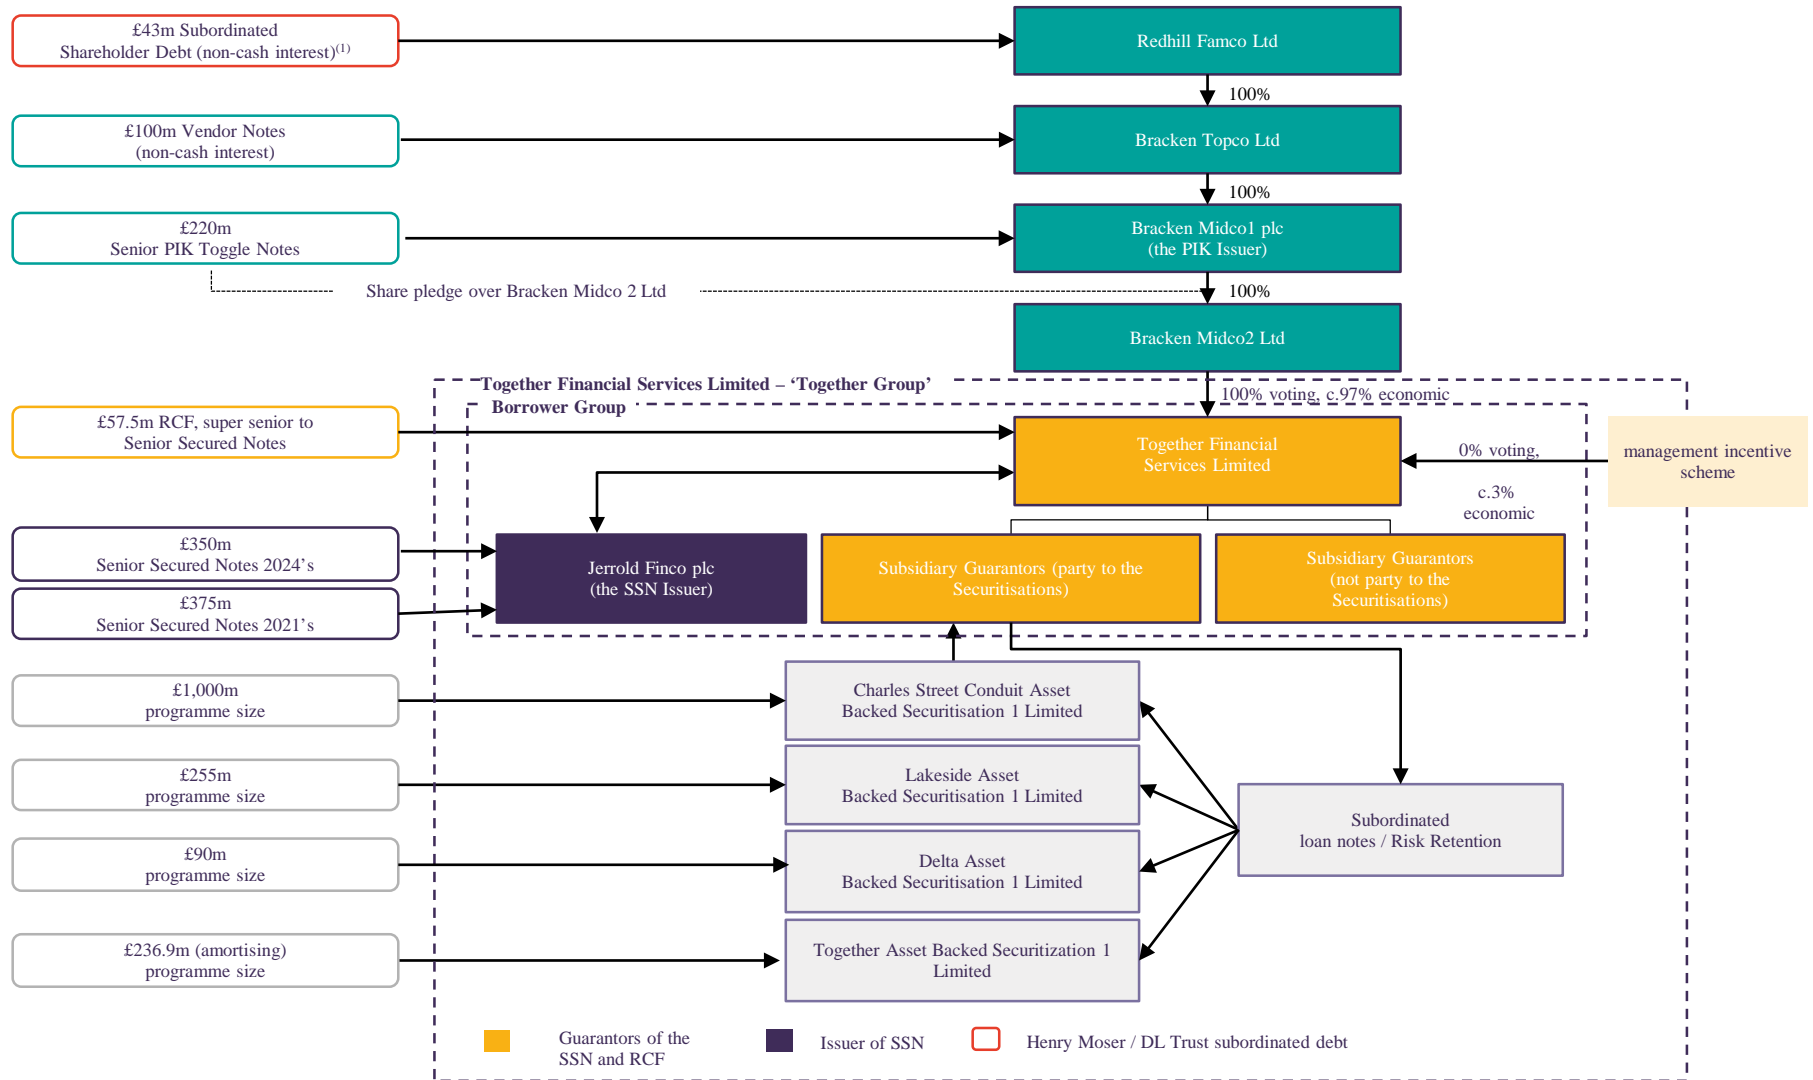 £43m Subordinated
Shareholder Debt (non-cash interest)(1)
Redhill Famco Ltd
100%
£100m Vendor Notes
(non-cash interest)
Bracken Topco Ltd
100%
£220m
Senior PIK Toggle Notes
Bracken Midco1 plc
(the PIK Issuer)
Share pledge over Bracken Midco 2 Ltd
100%
Bracken Midco2 Ltd
Together Financial Services Limited – ‘Together Group’
100% voting, c.97% economic
Borrower Group
£57.5m RCF, super senior to
Senior Secured Notes
Together Financial
Services Limited
0% voting,
c.3%
economic
management incentive
scheme
£350m
Senior Secured Notes 2024’s
£375m
Senior Secured Notes 2021’s
Jerrold Finco plc
(the SSN Issuer)
Subsidiary Guarantors (party to the
Securitisations)
Subsidiary Guarantors
(not party to the
Securitisations)
£1,000m
programme size
Charles Street Conduit Asset
Backed Securitisation 1 Limited
£255m
programme size
Lakeside Asset
Backed Securitisation 1 Limited
£90m
programme size
Delta Asset
Backed Securitisation 1 Limited
Subordinated
loan notes / Risk Retention
£236.9m (amortising)
programme size
Together Asset Backed Securitization 1
Limited
Guarantors of the
SSN and RCF
Issuer of SSN
Henry Moser / DL Trust subordinated debt